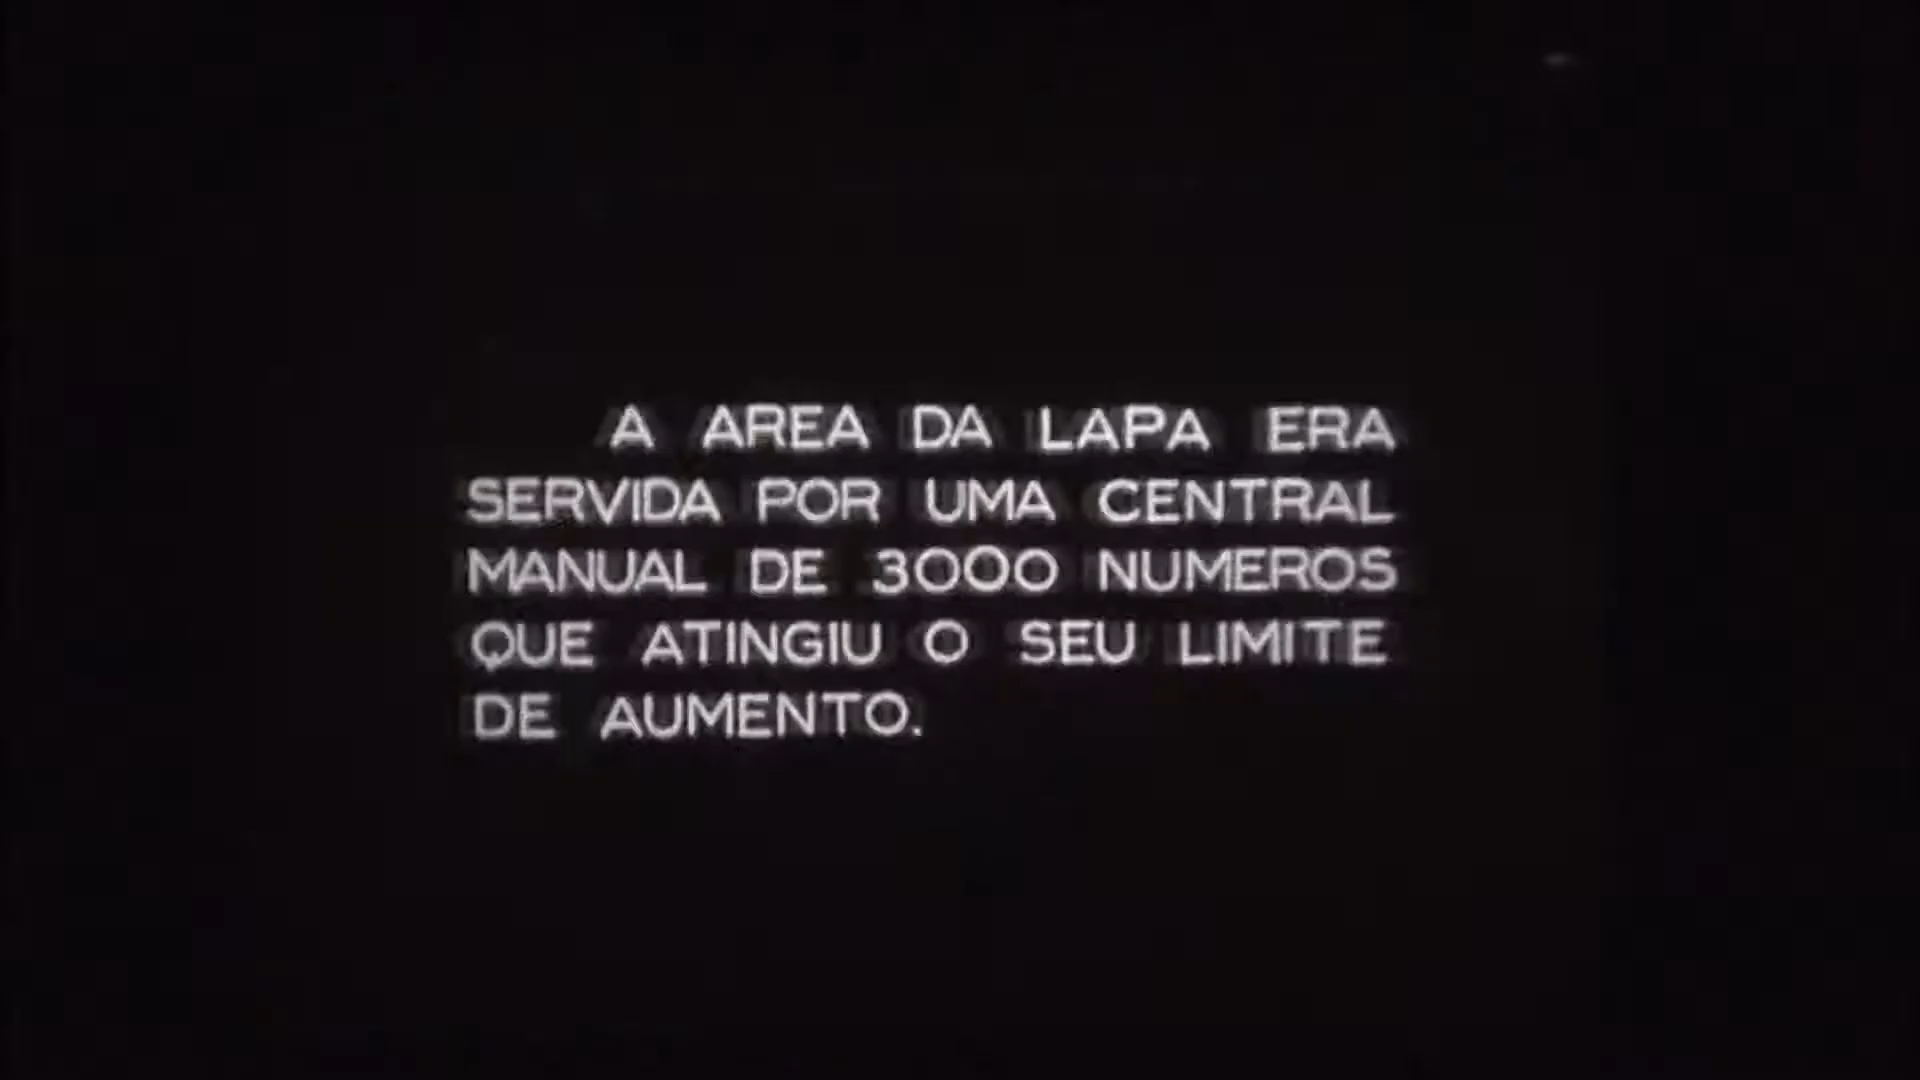 A AREA DA LAPA ERA
SERVIDA POR UMA CENTRAL
MANUAL DE 3000 NUMEROS
QUE ATINGIU O SEU LIMITE
DE AUMENTO.